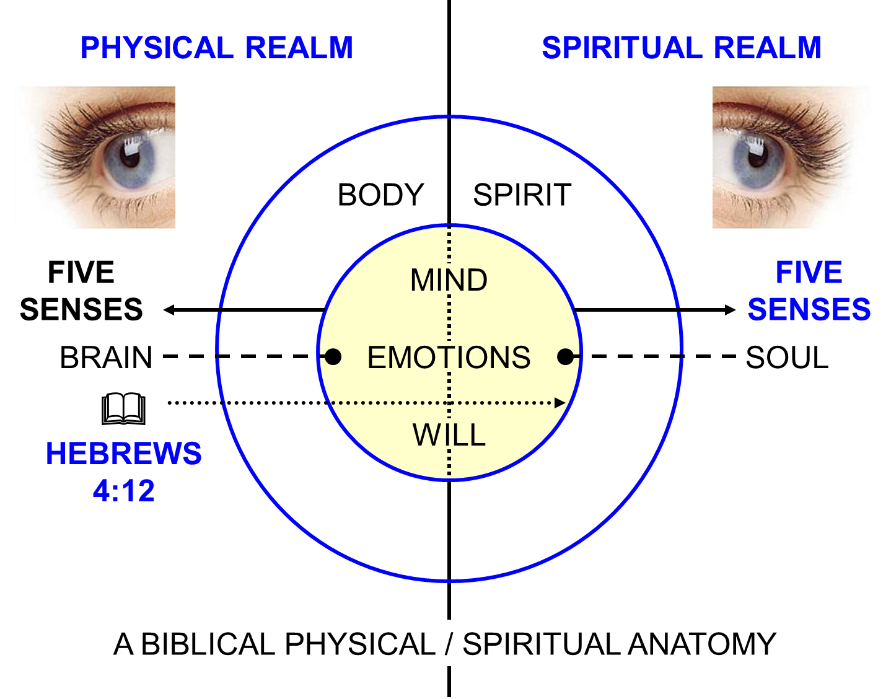 PHYSICAL REALM
SPIRITUAL REALM
BODY
SPIRIT
MIND
FIVE
SENSES
FIVE
SENSES
BRAIN
EMOTIONS
SOUL
WILL
HEBREWS
4:12
A BIBLICAL PHYSICAL / SPIRITUAL ANATOMY